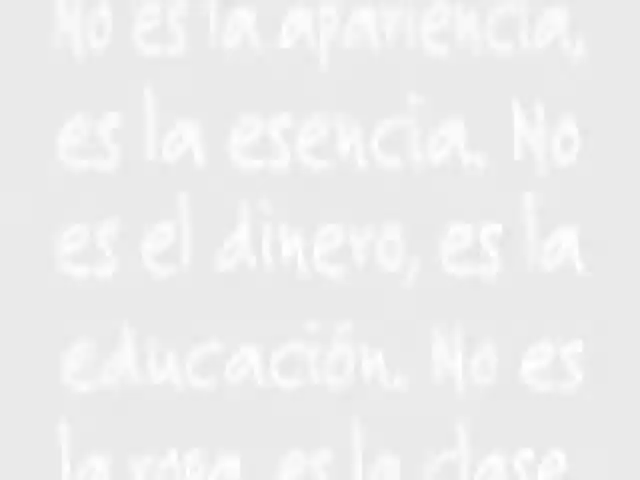 No es la apariencia,
es la esencia. No
es el dinero, es la
educación. No es
la ropa, es la clase.